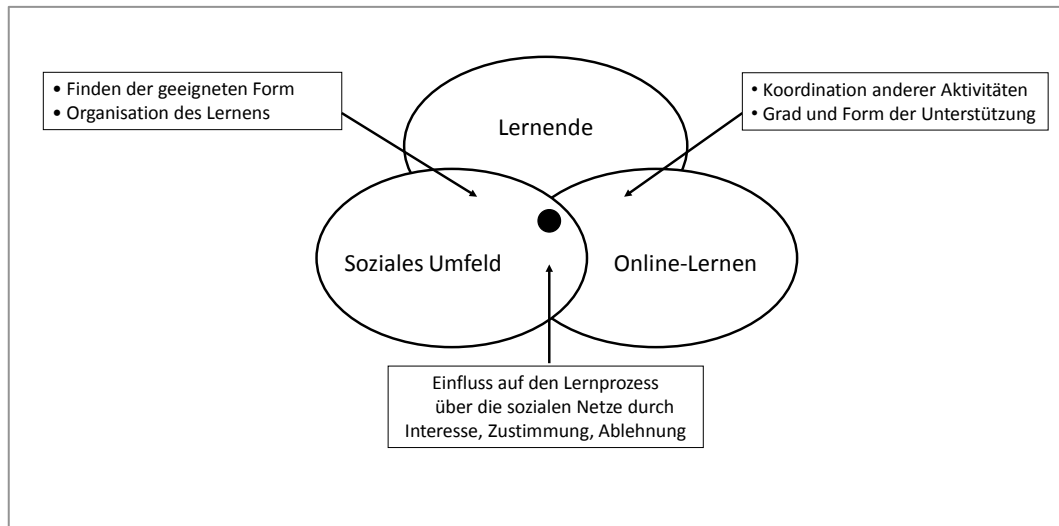 • Finden der geeigneten Form
• Organisation des Lernens
• Koordination anderer Aktivitäten
• Grad und Form der Unterstützung
Lernende
Soziales Umfeld
Online-Lernen
Einfluss auf den Lernprozess
über die sozialen Netze durch
Interesse, Zustimmung, Ablehnung